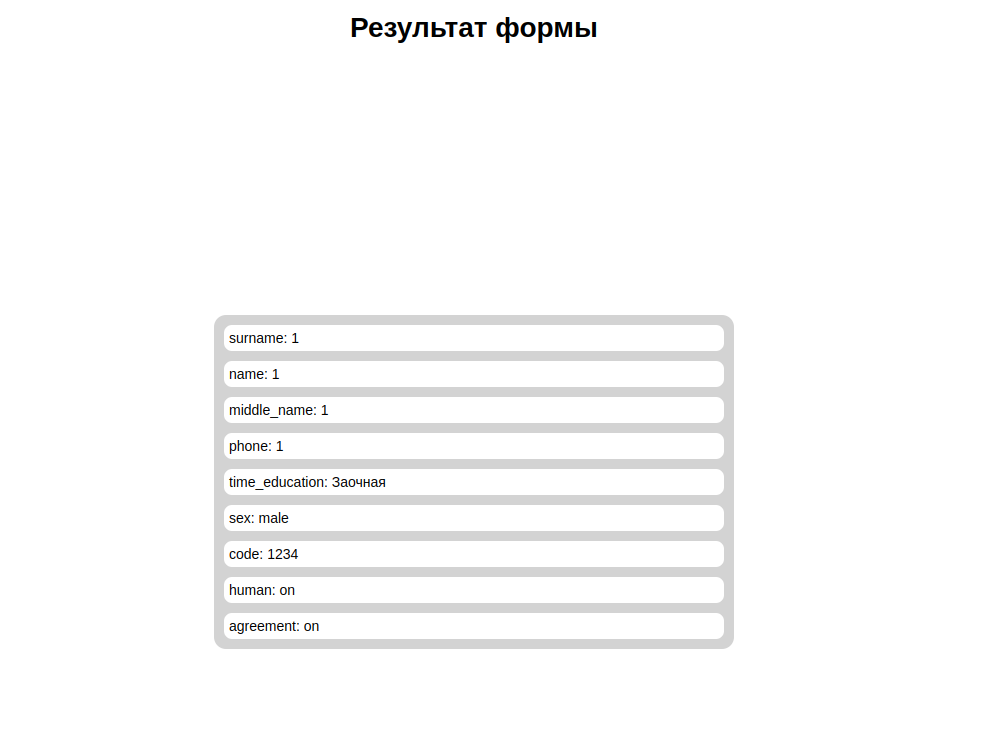 Результат формы
surname: 1
name: 1
middle_name: 1
phone: 1
time_education: Заочная
sex: male
code: 1234
human: on
agreement: on